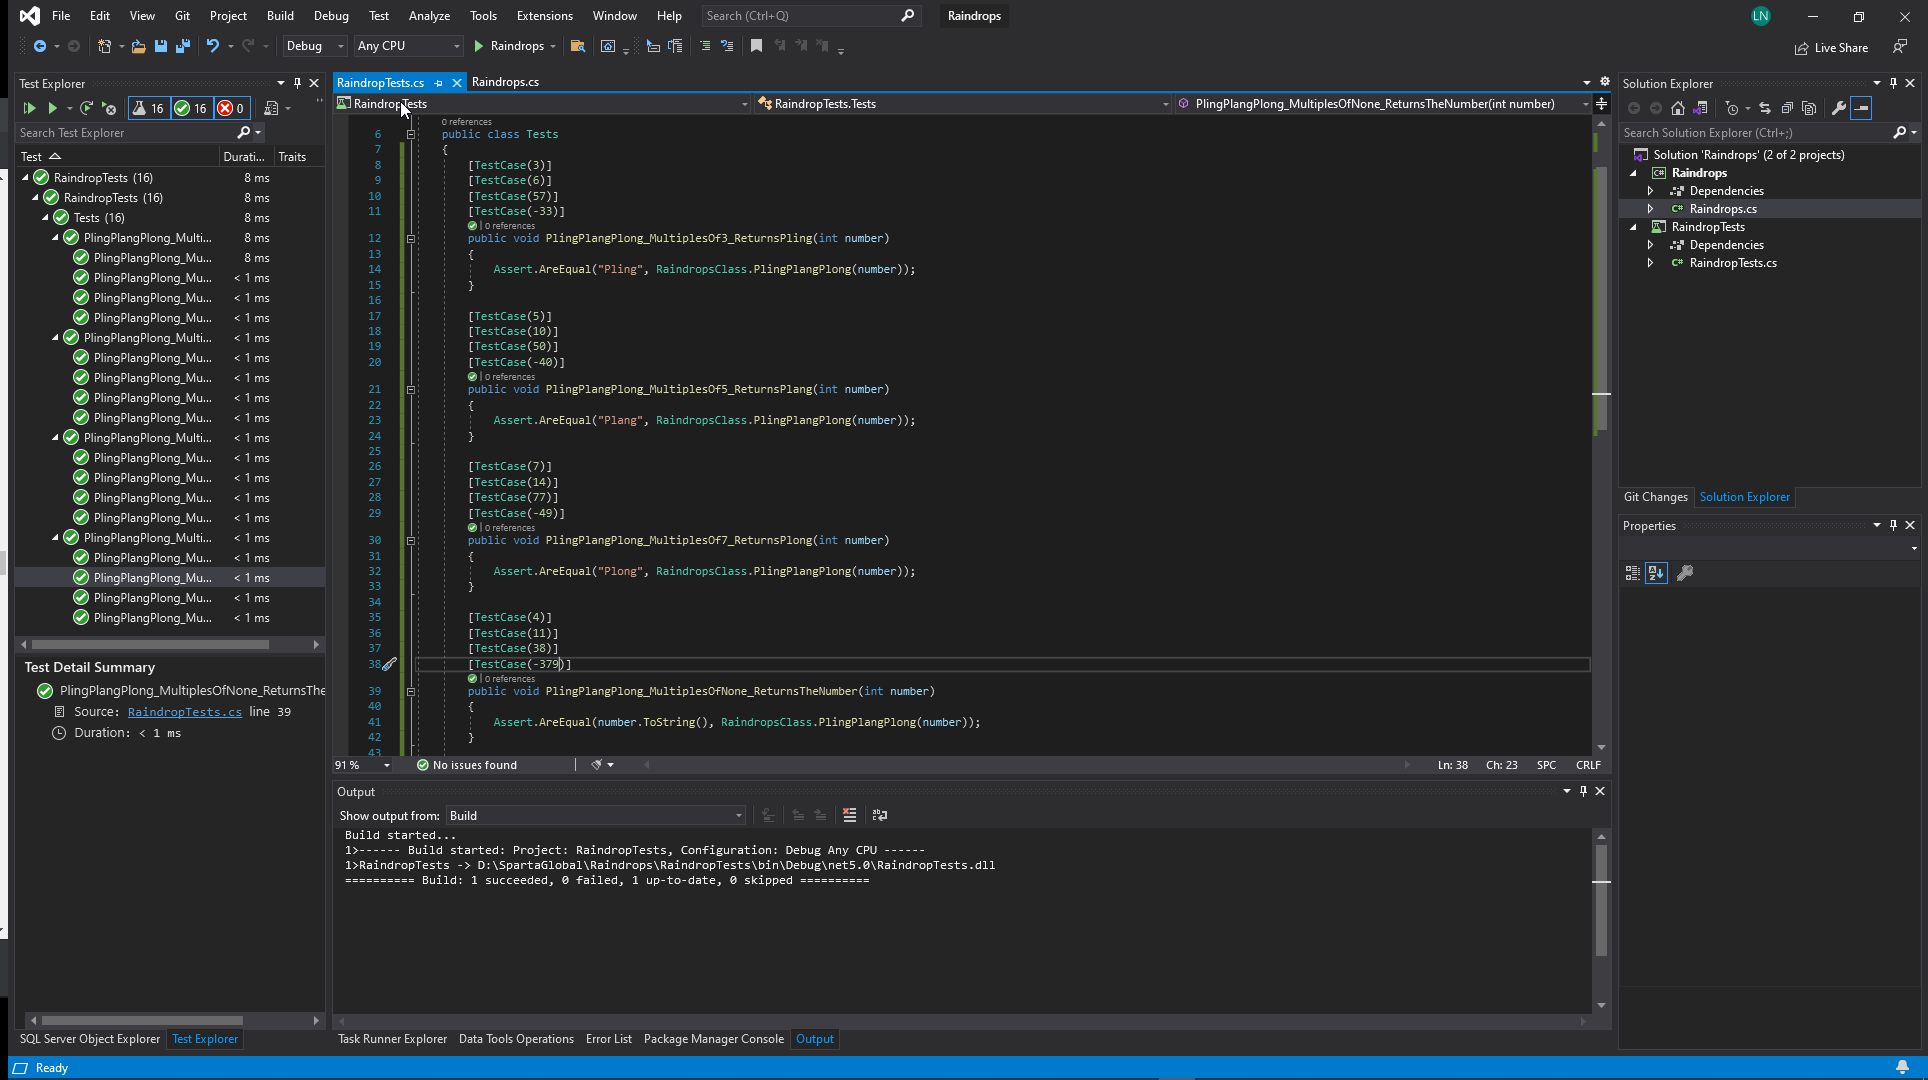 File Edit View Git Project Build Debug Test Analyze Tools Extensions Window Help Search (Ctrl+Q) Raindrops LN
Debug Any CPU Raindrops Live Share
Test Explorer
16 16 0
Search Test Explorer
Test Durati... Traits
RaindropTests (16) 8 ms
RaindropTests (16) 8 ms
Tests (16) 8 ms
PlingPlangPlong_Multi... 8 ms
PlingPlangPlong_Mu... 8 ms
PlingPlangPlong_Mu... < 1 ms
PlingPlangPlong_Mu... < 1 ms
PlingPlangPlong_Mu... < 1 ms
PlingPlangPlong_Multi... < 1 ms
PlingPlangPlong_Mu... < 1 ms
PlingPlangPlong_Mu... < 1 ms
PlingPlangPlong_Mu... < 1 ms
PlingPlangPlong_Mu... < 1 ms
PlingPlangPlong_Multi... < 1 ms
PlingPlangPlong_Mu... < 1 ms
PlingPlangPlong_Mu... < 1 ms
PlingPlangPlong_Mu... < 1 ms
PlingPlangPlong_Mu... < 1 ms
PlingPlangPlong_Multi... < 1 ms
PlingPlangPlong_Mu... < 1 ms
PlingPlangPlong_Mu... < 1 ms
PlingPlangPlong_Mu... < 1 ms
PlingPlangPlong_Mu... < 1 ms
Test Detail Summary
PlingPlangPlong_MultiplesOfNone_ReturnsThe
Source: RaindropTests.cs line 39
Duration: < 1 ms
SQL Server Object Explorer Test Explorer
RaindropTests.cs Raindrops.cs
RaindropTests RaindropTests.Tests PlingPlangPlong_MultiplesOfNone_ReturnsTheNumber(int number)
0 references
6 public class Tests
7 {
8 [TestCase(3)]
9 [TestCase(6)]
10 [TestCase(57)]
11 [TestCase(-33)]
| 0 references
12 public void PlingPlangPlong_MultiplesOf3_ReturnsPling(int number)
13 {
14 Assert.AreEqual("Pling", RaindropsClass.PlingPlangPlong(number));
15 }
16
17 [TestCase(5)]
18 [TestCase(10)]
19 [TestCase(50)]
20 [TestCase(-40)]
| 0 references
21 public void PlingPlangPlong_MultiplesOf5_ReturnsPlang(int number)
22 {
23 Assert.AreEqual("Plang", RaindropsClass.PlingPlangPlong(number));
24 }
25
26 [TestCase(7)]
27 [TestCase(14)]
28 [TestCase(77)]
29 [TestCase(-49)]
| 0 references
30 public void PlingPlangPlong_MultiplesOf7_ReturnsPlong(int number)
31 {
32 Assert.AreEqual("Plong", RaindropsClass.PlingPlangPlong(number));
33 }
34
35 [TestCase(4)]
36 [TestCase(11)]
37 [TestCase(38)]
38 [TestCase(-379)]
| 0 references
39 public void PlingPlangPlong_MultiplesOfNone_ReturnsTheNumber(int number)
40 {
41 Assert.AreEqual(number.ToString(), RaindropsClass.PlingPlangPlong(number));
42 }
43
91 % No issues found Ln: 38 Ch: 23 SPC CRLF
Output
Show output from: Build
Build started...
1>------ Build started: Project: RaindropTests, Configuration: Debug Any CPU ------
1>RaindropTests -> D:\SpartaGlobal\Raindrops\RaindropTests\bin\Debug\net5.0\RaindropTests.dll
========== Build: 1 succeeded, 0 failed, 1 up-to-date, 0 skipped ==========
Task Runner Explorer Data Tools Operations Error List Package Manager Console Output
Solution Explorer
Search Solution Explorer (Ctrl+;)
Solution 'Raindrops' (2 of 2 projects)
C# Raindrops
Dependencies
C# Raindrops.cs
RaindropTests
Dependencies
C# RaindropTests.cs
Git Changes Solution Explorer
Properties
Ready